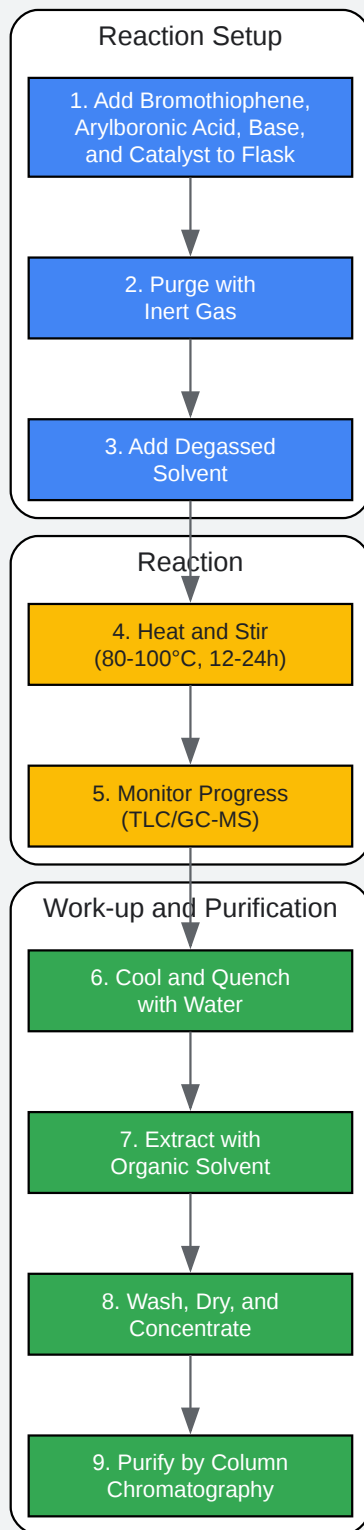 Reaction Setup
1. Add Bromothiophene,
Arylboronic Acid, Base,
and Catalyst to Flask
2. Purge with
Inert Gas
3. Add Degassed
Solvent
Reaction
4. Heat and Stir
(80-100°C, 12-24h)
5. Monitor Progress
(TLC/GC-MS)
Work-up and Purification
6. Cool and Quench
with Water
7. Extract with
Organic Solvent
8. Wash, Dry, and
Concentrate
9. Purify by Column
Chromatography